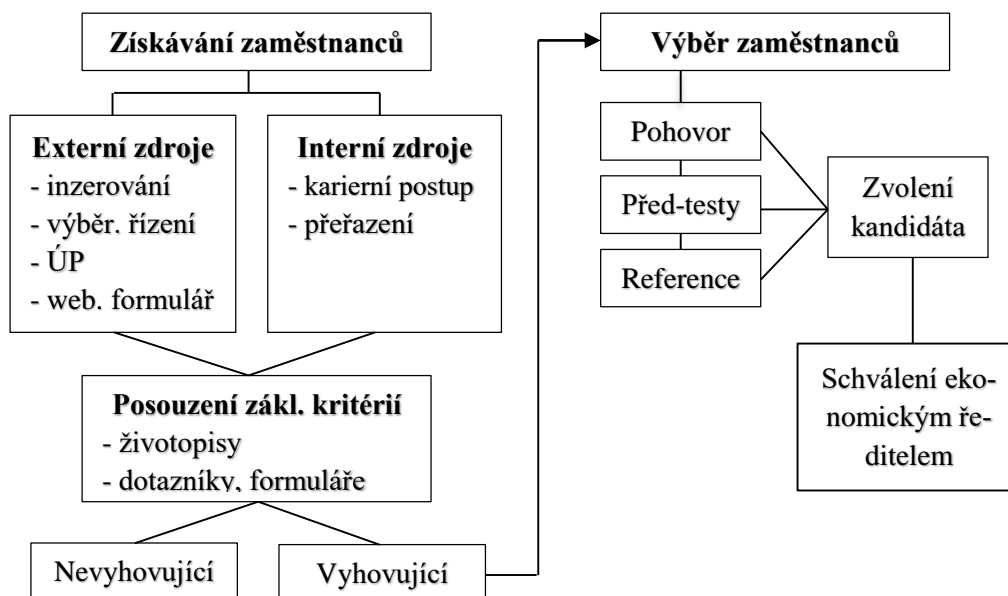 Získávání zaměstnanců
Externí zdroje
- inzerování
- výběr. řízení
- ÚP
- web. formulář
Interní zdroje
- karierní postup
- přeřazení
Posouzení zákl. kritérií
- životopisy
- dotazníky, formuláře
Nevyhovující
Vyhovující
Výběr zaměstnanců
Pohovor
Před-testy
Reference
Zvolení
kandidáta
Schválení eko-
nomickým ře-
ditelem